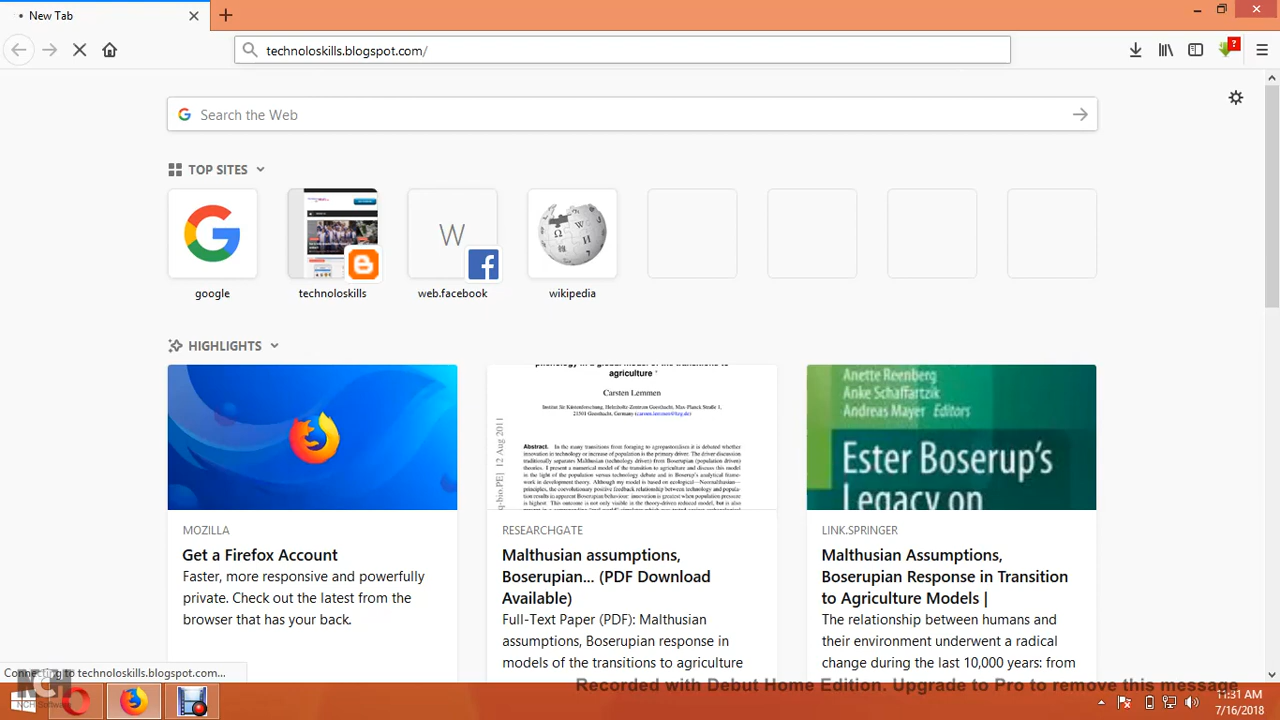 New Tab
technoloskills.blogspot.com/
Search the Web
TOP SITES
W
google
technoloskills
web.facebook
wikipedia
HIGHLIGHTS
agriculture
Carsten Lemmen
Anette Reenberg
Anke Schaffartzik
Andreas Mayer Editors
Ester Boserup's
Legacy on
MOZILLA
Get a Firefox Account
Faster, more responsive and powerfully
private. Check out the latest from the
browser that has your back.
RESEARCHGATE
Malthusian assumptions,
Boserupian... (PDF Download
Available)
Full-Text Paper (PDF): Malthusian
assumptions, Boserupian response in
models of the transitions to agriculture
LINK.SPRINGER
Malthusian Assumptions,
Boserupian Response in Transition
to Agriculture Models |
The relationship between humans and
their environment underwent a radical
change during the last 10,000 years: from
Connecting to technoloskills.blogspot.com...
NCH Software
Recorded with Debut Home Edition. Upgrade to Pro to remove this message
11:31 AM
7/16/2018